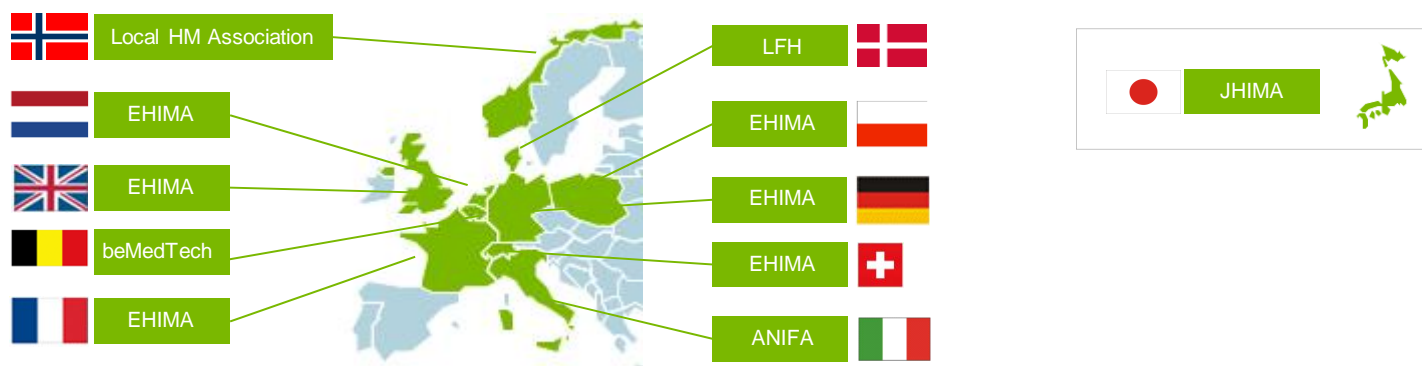 Local HM Association
EHIMA
EHIMA
beMedTech
EHIMA
LFH
EHIMA
EHIMA
EHIMA
ANIFA
JHIMA